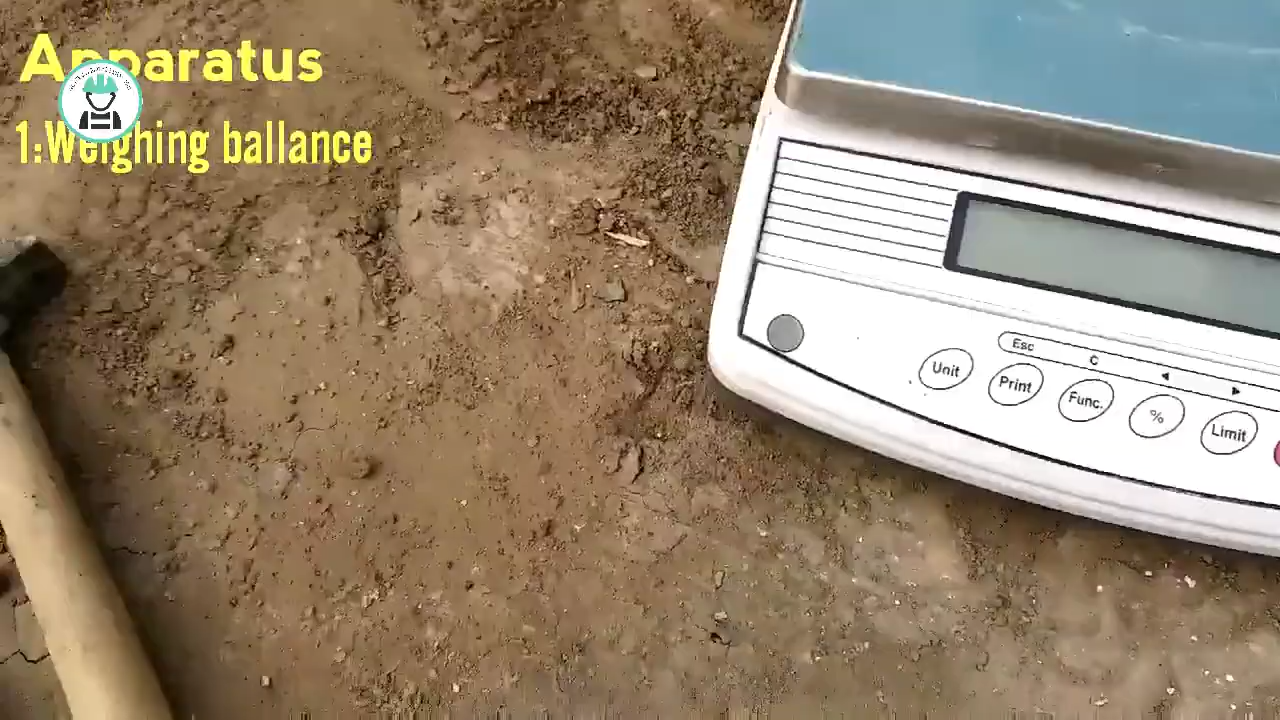 Apparatus
1:Weighing ballance
Esc C ◀ ▶
Unit Print Func. % Limit